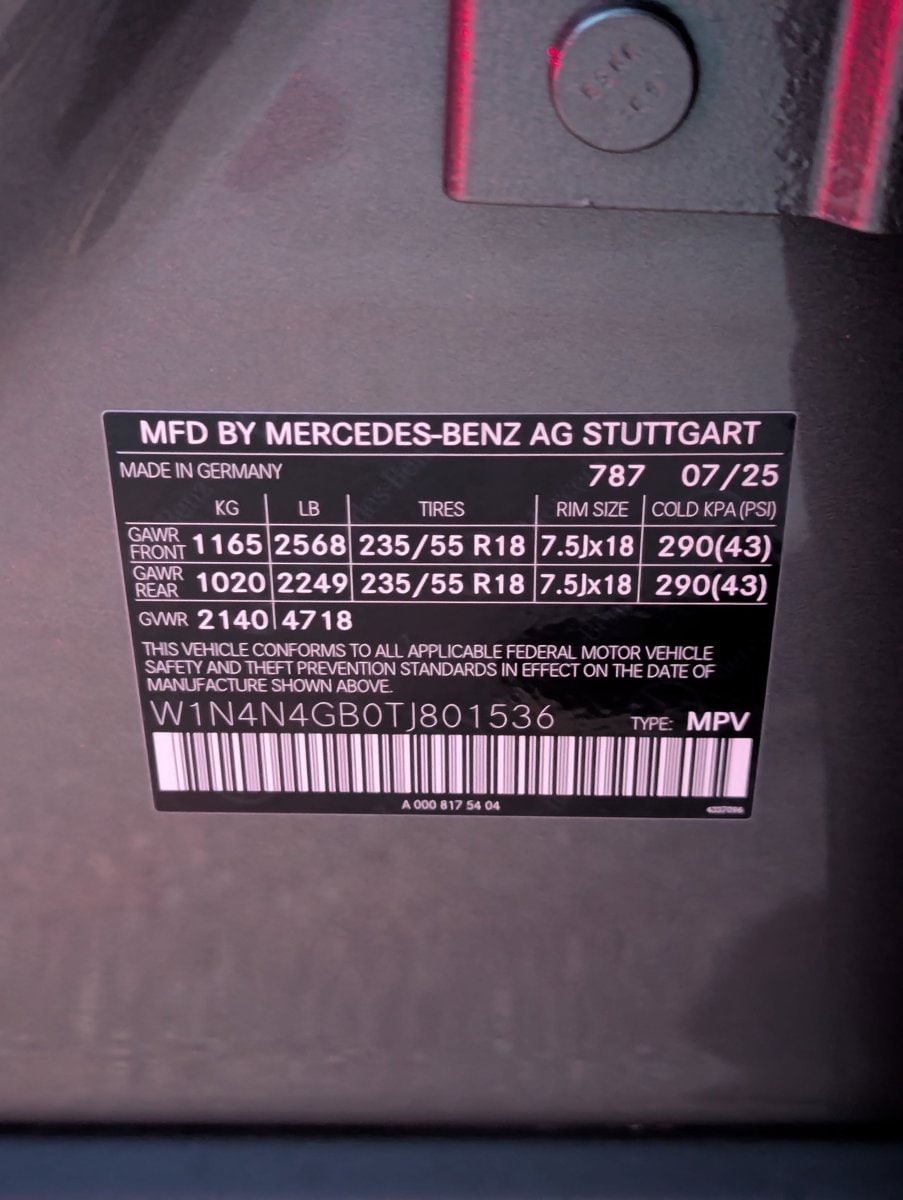 MFD BY MERCEDES-BENZ AG STUTTGART
MADE IN GERMANY 787 07/25
KG LB TIRES RIM SIZE COLD KPA (PSI)
GAWR FRONT 1165 2568 235/55 R18 7.5Jx18 290(43)
GAWR REAR 1020 2249 235/55 R18 7.5Jx18 290(43)
GVWR 2140 4718
THIS VEHICLE CONFORMS TO ALL APPLICABLE FEDERAL MOTOR VEHICLE
SAFETY AND THEFT PREVENTION STANDARDS IN EFFECT ON THE DATE OF
MANUFACTURE SHOWN ABOVE.
W1N4N4GB0TJ801536 TYPE: MPV
A 000 817 54 04